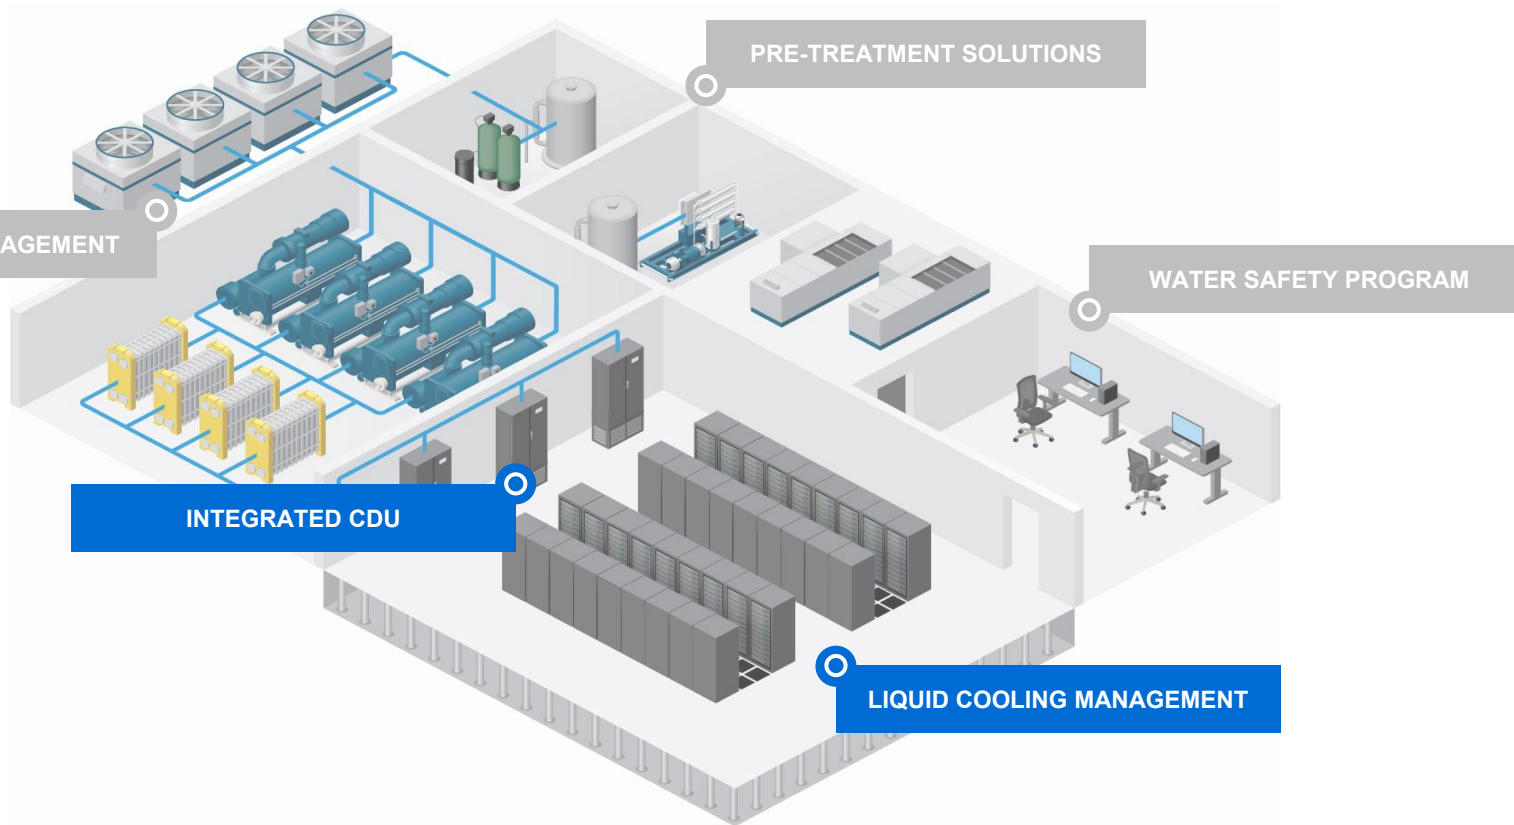 PRE-TREATMENT SOLUTIONS
AGEMENT
WATER SAFETY PROGRAM
INTEGRATED CDU
LIQUID COOLING MANAGEMENT